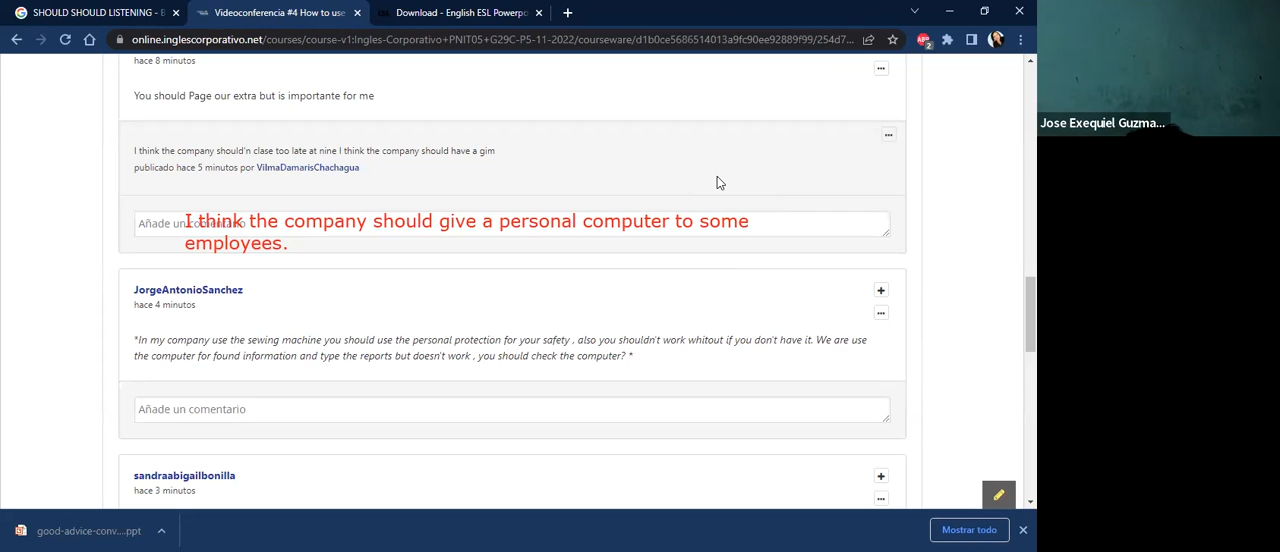 SHOULD SHOULD LISTENING - E
Videoconferencia #4 How to use
Download - English ESL Powerpo
online.inglescorporativo.net/courses/course-v1:Ingles-Corporativo+PNIT05+G29C-P5-11-2022/courseware/d1b0ce5686514013a9fc90ee92889f99/254d7...
2
hace 8 minutos
You should Page our extra but is importante for me
I think the company should'n clase too late at nine I think the company should have a gim
publicado hace 5 minutos por VilmaDamarisChachagua
Añade un comentario
I think the company should give a personal computer to some
employees.
JorgeAntonioSanchez
hace 4 minutos
*In my company use the sewing machine you should use the personal protection for your safety , also you shouldn't work whitout if you don't have it. We are use
the computer for found information and type the reports but doesn't work , you should check the computer? *
Añade un comentario
sandraabigailbonilla
hace 3 minutos
good-advice-conv....ppt
Mostrar todo
Jose Exequiel Guzma...